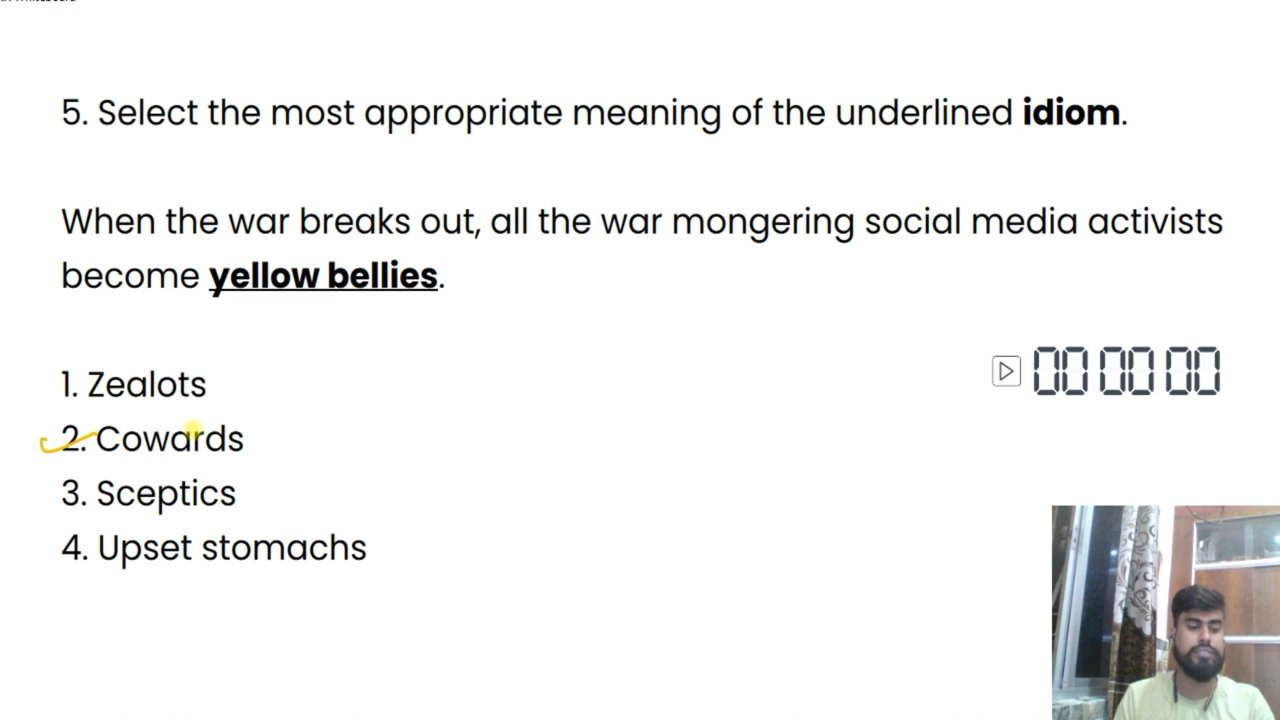 5. Select the most appropriate meaning of the underlined idiom.
When the war breaks out, all the war mongering social media activists
become yellow bellies.
1. Zealots
00 00 00
2. Cowards
3. Sceptics
4. Upset stomachs